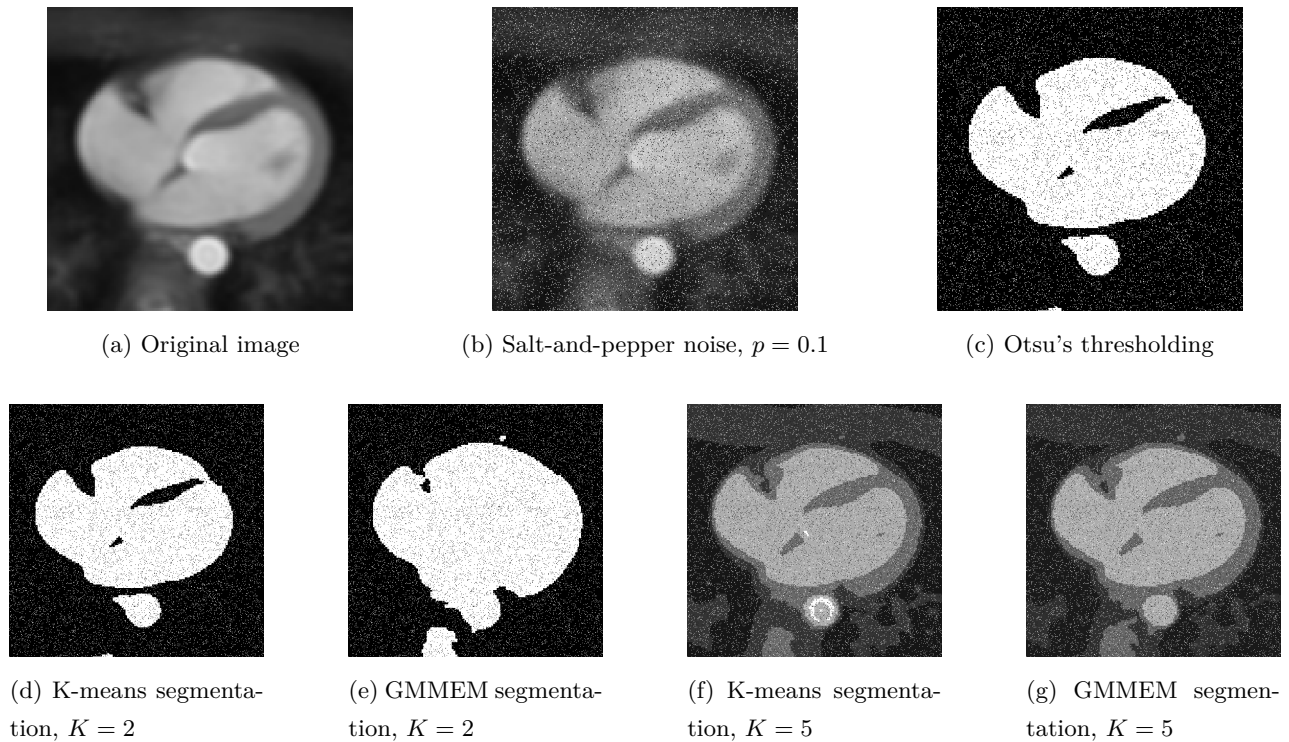 (a) Original image
(b) Salt-and-pepper noise, p = 0.1
(c) Otsu's thresholding
(d) K-means segmenta-
tion, K = 2
(e) GMMEM segmenta-
tion, K = 2
(f) K-means segmenta-
tion, K = 5
(g) GMMEM segmen-
tation, K = 5